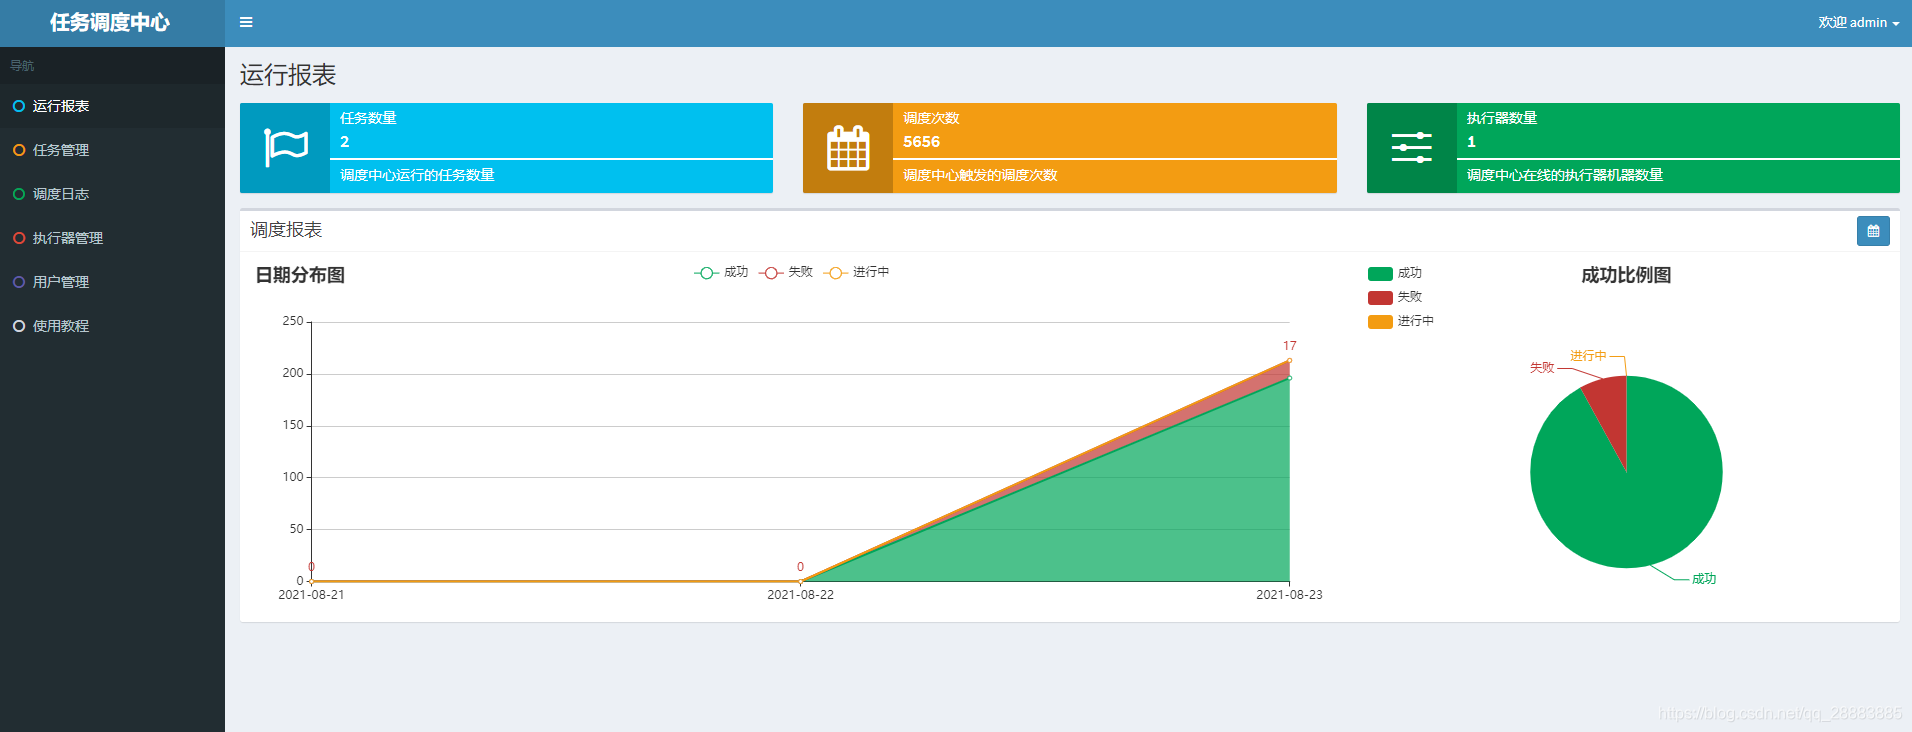 任务调度中心
欢迎 admin
导航
运行报表
任务管理
调度日志
执行器管理
用户管理
使用教程
运行报表
任务数量
2
调度中心运行的任务数量
调度次数
5656
调度中心触发的调度次数
执行器数量
1
调度中心在线的执行器机器数量
调度报表
日期分布图
成功 失败 进行中
250
200
150
100
50
0
17
0
0
2021-08-21 2021-08-22 2021-08-23
成功
失败
进行中
成功比例图
进行中
失败
成功
https://blog.csdn.net/qq_28883885